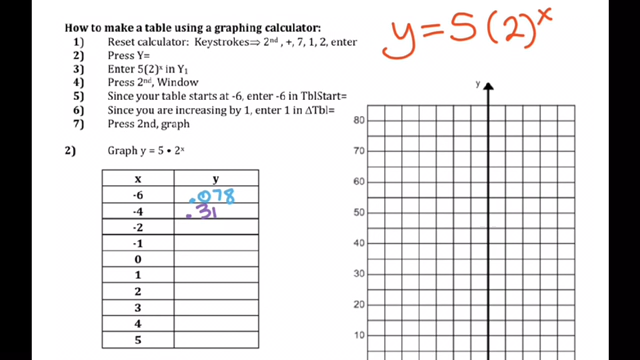 How to make a table using a graphing calculator:
1) Reset calculator: Keystrokes⇒ 2nd , +, 7, 1, 2, enter
2) Press Y=
3) Enter 5(2)ˣ in Y₁
4) Press 2nd, Window
5) Since your table starts at -6, enter -6 in TblStart=
6) Since you are increasing by 1, enter 1 in ΔTbl=
7) Press 2nd, graph
y=5(2)ˣ
2) Graph y = 5 • 2ˣ
x y
-6 .078
-4 .31
-2
-1
0
1
2
3
4
5
y
80
70
60
50
40
30
20
10